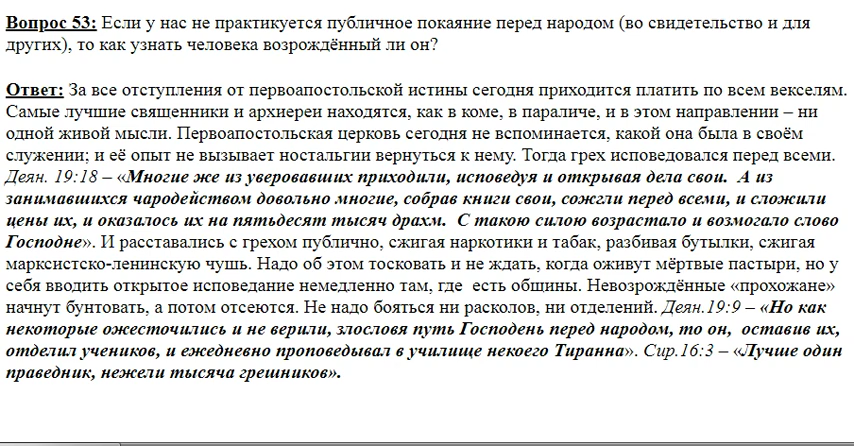 Вопрос 53: Если у нас не практикуется публичное покаяние перед народом (во свидетельство и для
других), то как узнать человека возрождённый ли он?
Ответ: За все отступления от первоапостольской истины сегодня приходится платить по всем векселям.
Самые лучшие священники и архиереи находятся, как в коме, в параличе, и в этом направлении – ни
одной живой мысли. Первоапостольская церковь сегодня не вспоминается, какой она была в своём
служении; и её опыт не вызывает ностальгии вернуться к нему. Тогда грех исповедовался перед всеми.
Деян. 19:18 – «Многие же из уверовавших приходили, исповедуя и открывая дела свои. А из
занимавшихся чародейством довольно многие, собрав книги свои, сожгли перед всеми, и сложили
цены их, и оказалось их на пятьдесят тысяч драхм. С такою силою возрастало и возмогало слово
Господне». И расставались с грехом публично, сжигая наркотики и табак, разбивая бутылки, сжигая
марксистско-ленинскую чушь. Надо об этом тосковать и не ждать, когда оживут мёртвые пастыри, но у
себя вводить открытое исповедание немедленно там, где есть общины. Невозрождённые «прохожане»
начнут бунтовать, а потом отсеются. Не надо бояться ни расколов, ни отделений. Деян.19:9 – «Но как
некоторые ожесточились и не верили, злословя путь Господень перед народом, то он, оставив их,
отделил учеников, и ежедневно проповедывал в училище некоего Тиранна». Сир.16:3 – «Лучше один
праведник, нежели тысяча грешников».